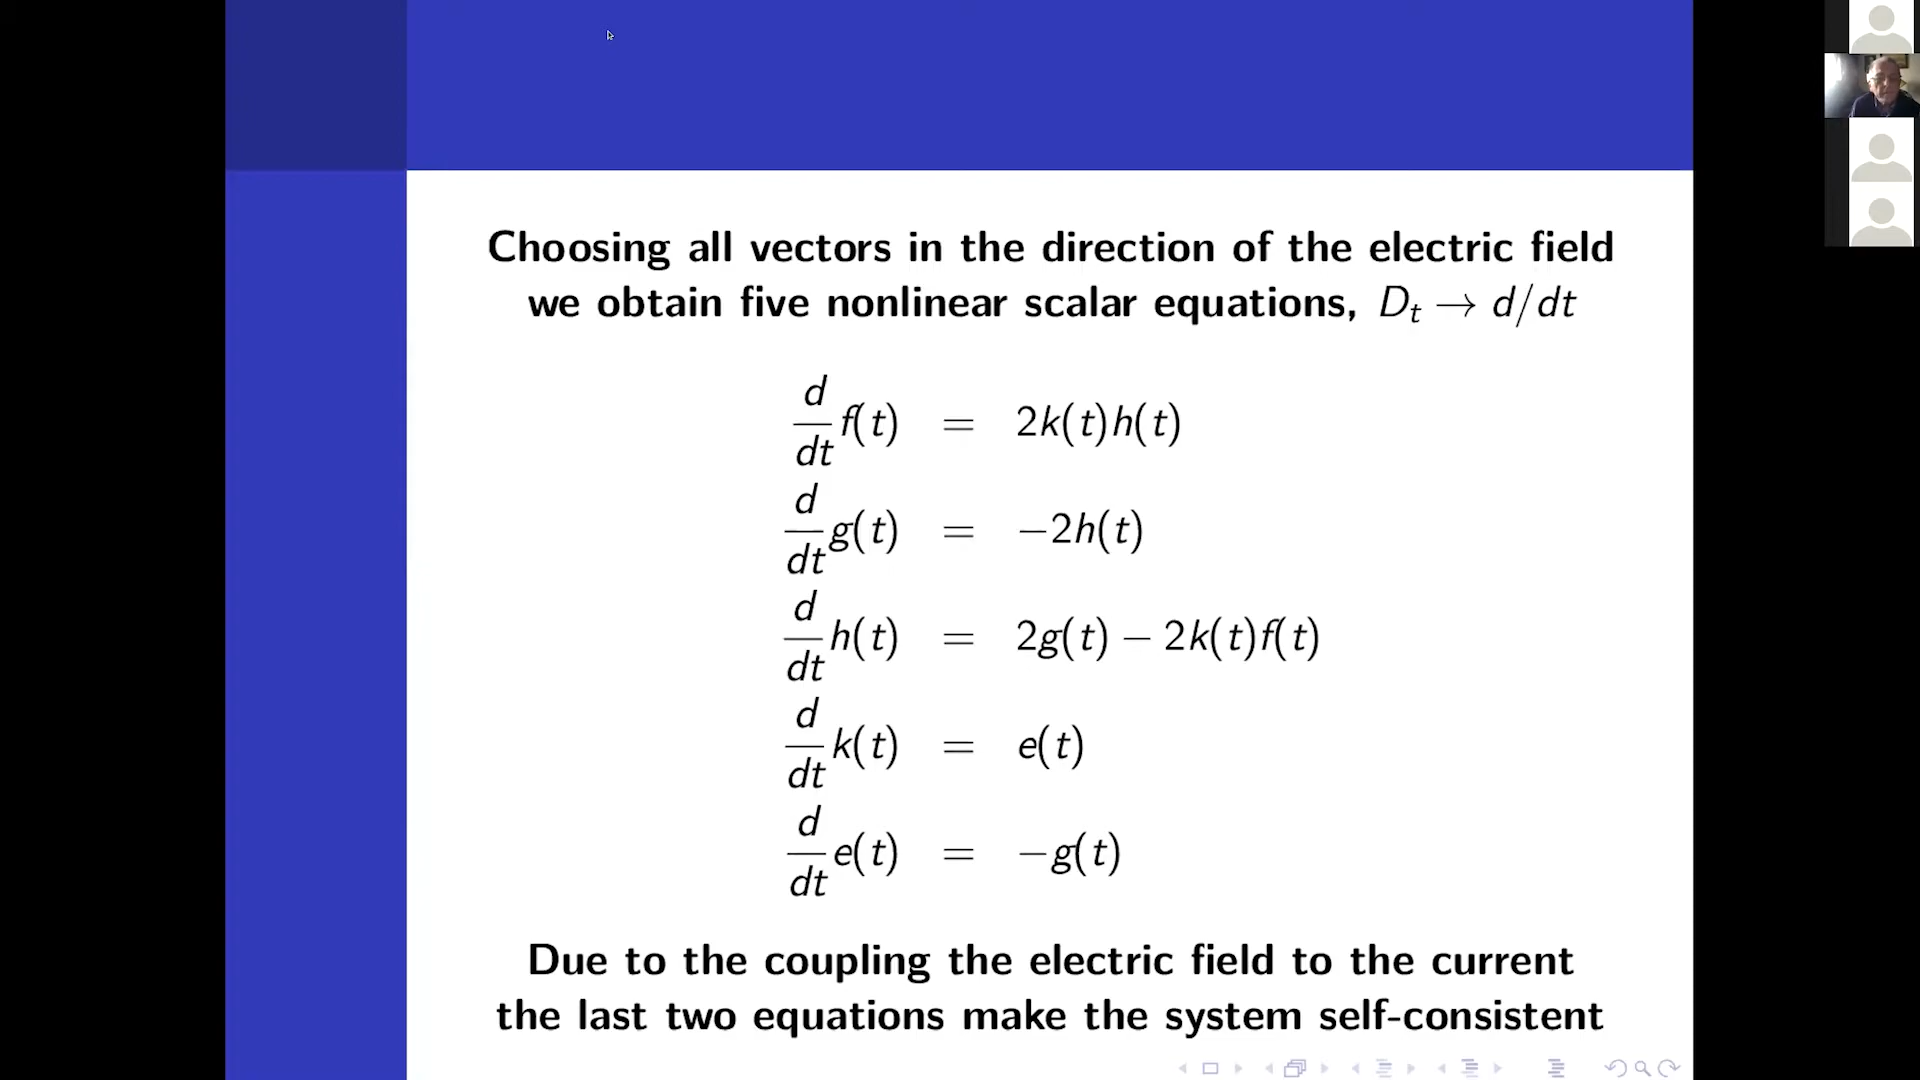 Choosing all vectors in the direction of the electric field
we obtain five nonlinear scalar equations, D_t → d/dt
d/dt f(t) = 2k(t)h(t)
d/dt g(t) = −2h(t)
d/dt h(t) = 2g(t) − 2k(t)f(t)
d/dt k(t) = e(t)
d/dt e(t) = −g(t)
Due to the coupling the electric field to the current
the last two equations make the system self-consistent